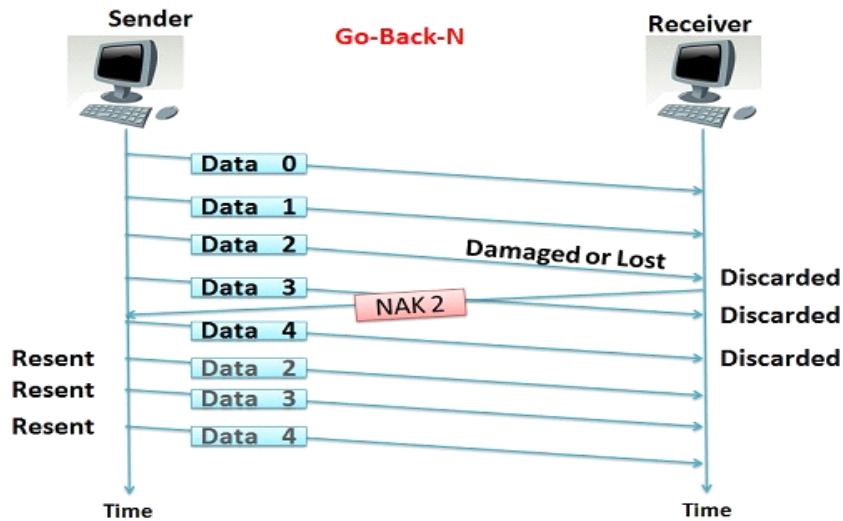 Sender
Go-Back-N
Receiver
Data 0
Data 1
Data 2
Damaged or Lost
Discarded
Data 3
NAK 2
Discarded
Data 4
Discarded
Resent
Data 2
Resent
Data 3
Resent
Data 4
Time
Time